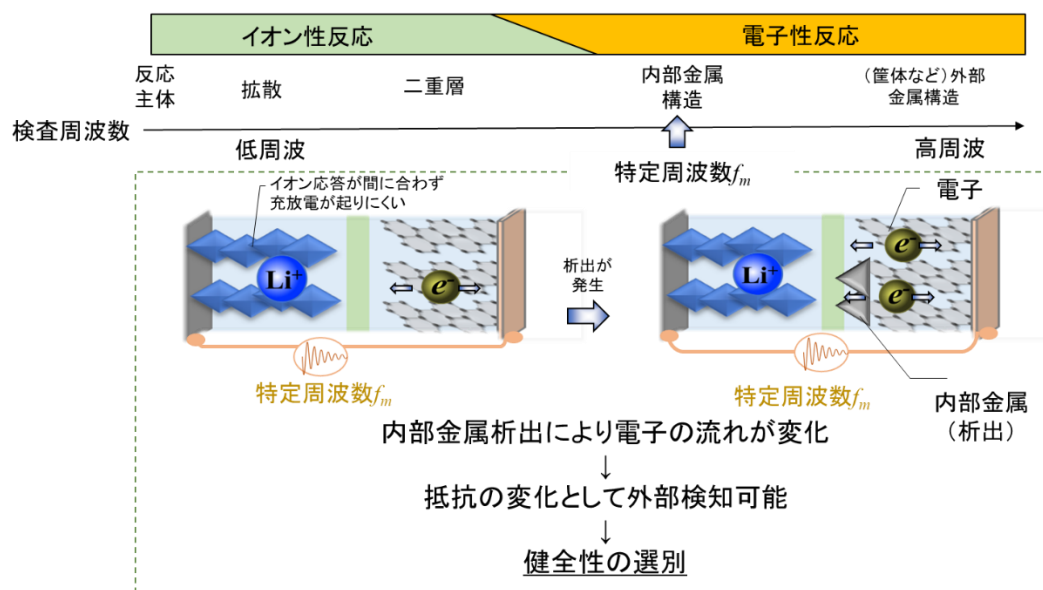 イオン性反応
電子性反応
反応
主体
拡散
二重層
内部金属
構造
(筐体など)外部
金属構造
検査周波数
低周波
高周波
特定周波数fm
イオン応答が間に合わず
充放電が起りにくい
電子
Li+
e-
析出が
発生
Li+
e-
e-
特定周波数fm
特定周波数fm
内部金属
(析出)
内部金属析出により電子の流れが変化
↓
抵抗の変化として外部検知可能
↓
健全性の選別